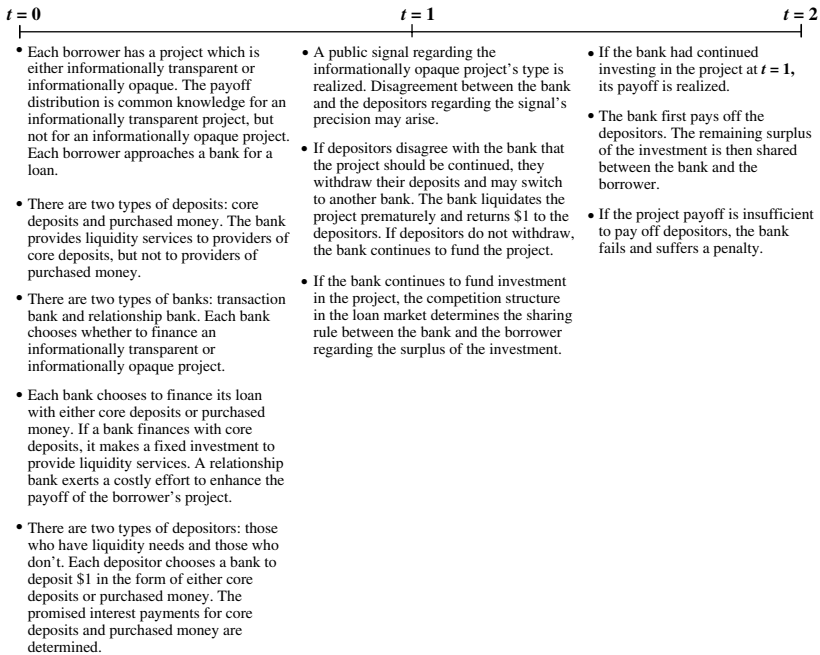 t = 0
t = 1
t = 2
• Each borrower has a project which is
either informationally transparent or
informationally opaque. The payoff
distribution is common knowledge for an
informationally transparent project, but
not for an informationally opaque project.
Each borrower approaches a bank for a
loan.
• There are two types of deposits: core
deposits and purchased money. The bank
provides liquidity services to providers of
core deposits, but not to providers of
purchased money.
• There are two types of banks: transaction
bank and relationship bank. Each bank
chooses whether to finance an
informationally transparent or
informationally opaque project.
• Each bank chooses to finance its loan
with either core deposits or purchased
money. If a bank finances with core
deposits, it makes a fixed investment to
provide liquidity services. A relationship
bank exerts a costly effort to enhance the
payoff of the borrower's project.
• There are two types of depositors: those
who have liquidity needs and those who
don't. Each depositor chooses a bank to
deposit $1 in the form of either core
deposits or purchased money. The
promised interest payments for core
deposits and purchased money are
determined.
• A public signal regarding the
informationally opaque project's type is
realized. Disagreement between the bank
and the depositors regarding the signal's
precision may arise.
• If depositors disagree with the bank that
the project should be continued, they
withdraw their deposits and may switch
to another bank. The bank liquidates the
project prematurely and returns $1 to the
depositors. If depositors do not withdraw,
the bank continues to fund the project.
• If the bank continues to fund investment
in the project, the competition structure
in the loan market determines the sharing
rule between the bank and the borrower
regarding the surplus of the investment.
• If the bank had continued
investing in the project at t = 1,
its payoff is realized.
• The bank first pays off the
depositors. The remaining surplus
of the investment is then shared
between the bank and the
borrower.
• If the project payoff is insufficient
to pay off depositors, the bank
fails and suffers a penalty.